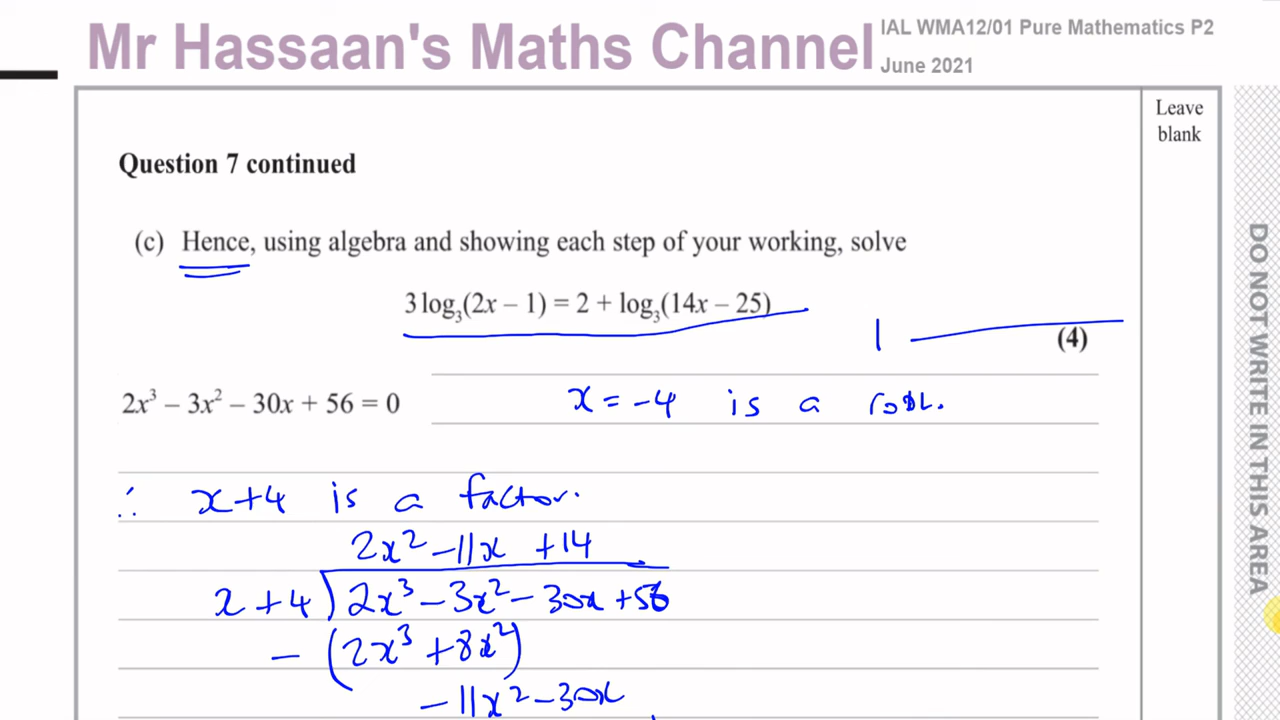 Mr Hassaan's Maths Channel
IAL WMA12/01 Pure Mathematics P2
June 2021
Leave
blank
Question 7 continued
(c) Hence, using algebra and showing each step of your working, solve
3 log₃(2x – 1) = 2 + log₃(14x – 25)
(4)
2x³ – 3x² – 30x + 56 = 0
x = -4 is a root.
∴ x+4 is a factor.
2x² -11x +14
x+4 ) 2x³ - 3x² - 30x + 56
- (2x³ + 8x²)
- 11x² - 30x
DO NOT WRITE IN THIS AREA